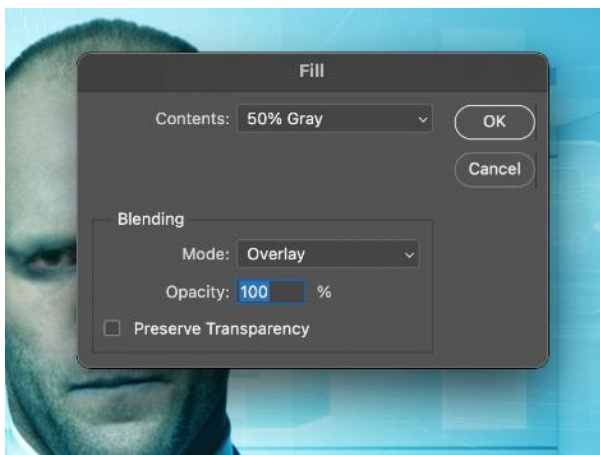 Fill
Contents: 50% Gray
OK
Cancel
Blending
Mode: Overlay
Opacity: 100 %
Preserve Transparency